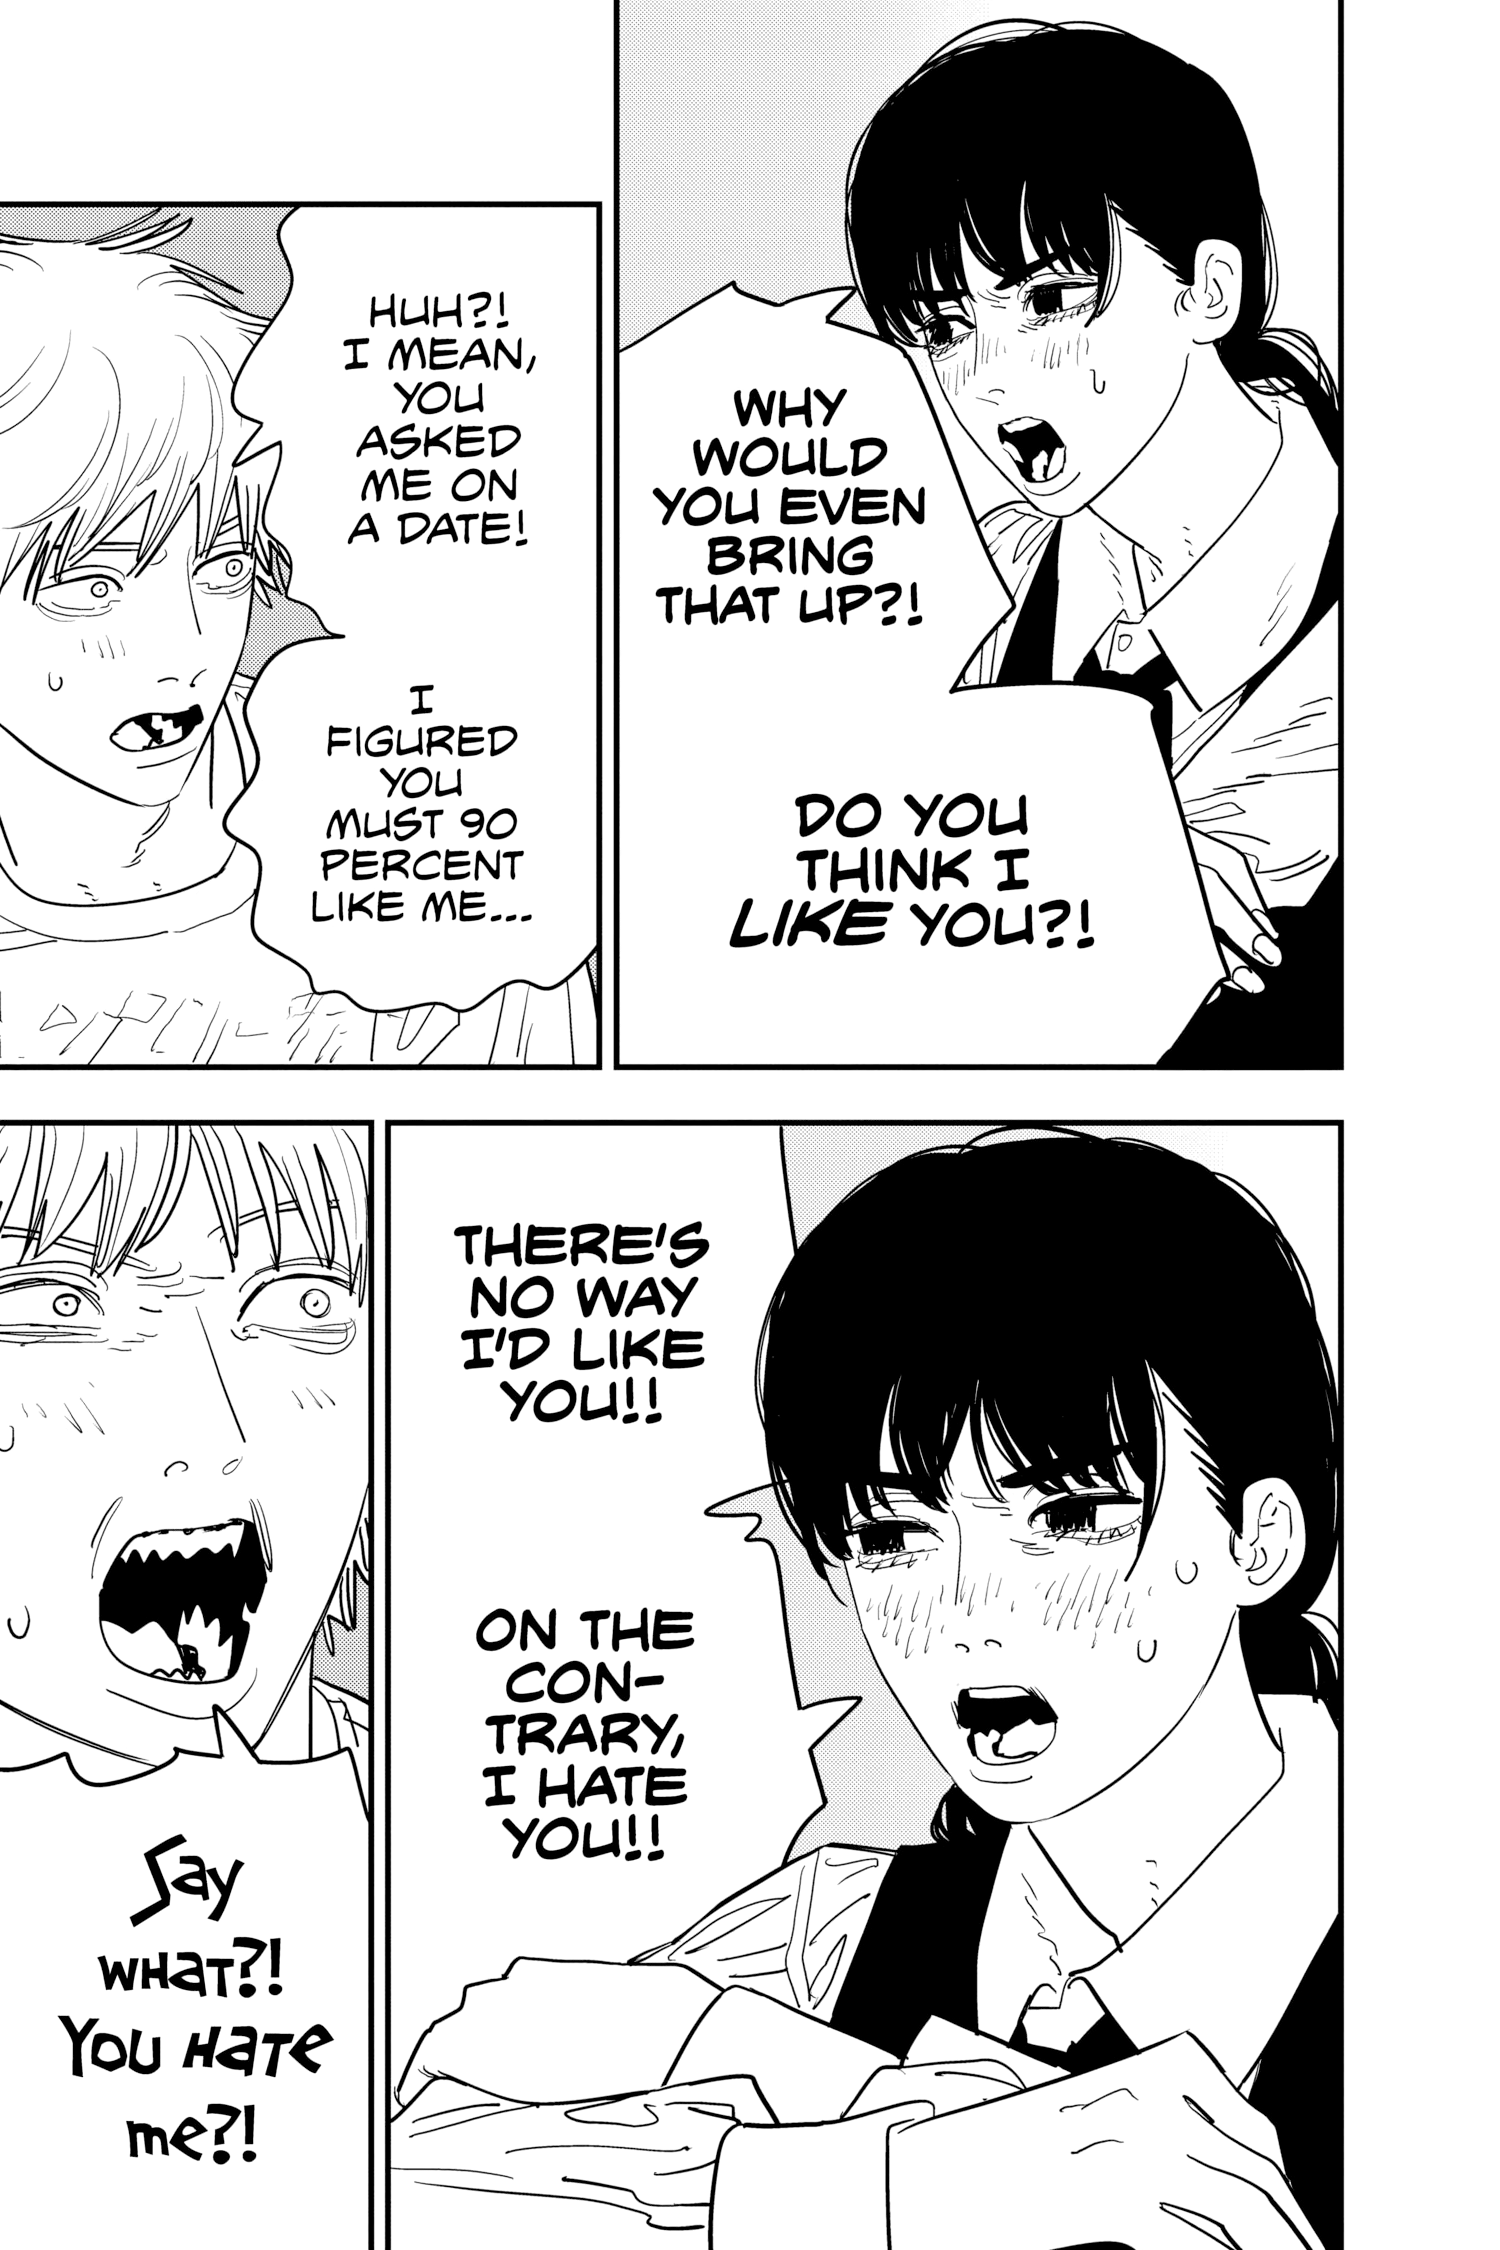 WHY
WOULD
YOU EVEN
BRING
THAT UP?!
DO YOU
THINK I
LIKE YOU?!
HUH?!
I MEAN,
YOU
ASKED
ME ON
A DATE!
I
FIGURED
YOU
MUST 90
PERCENT
LIKE ME...
THERE'S
NO WAY
I'D LIKE
YOU!!
ON THE
CON-
TRARY,
I HATE
YOU!!
Say
what?!
You hate
me?!